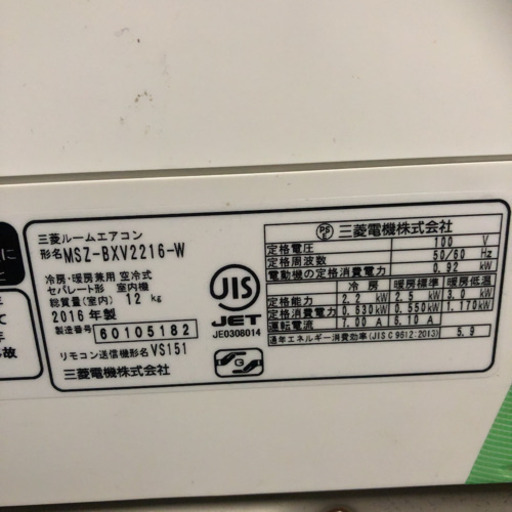 三菱ルームエアコン
形名MSZ-BXV2216-W
冷房・暖房兼用 空冷式
セパレート形 室内機
総質量(室内) 12 kg
2016 年製
製造番号 60105182
リモコン送信機形名 VS151
三菱電機株式会社
JIS
JET
JE0308014
PS
E
三菱電機株式会社
定格電圧 100 V
定格周波数 50/60 Hz
電動機の定格消費電力 0.92 kW
冷房 暖房標準 暖房低温
定格能力 2.2 kW 2.5 kW 3.0 kW
定格消費電力 0.630 kW 0.550 kW 1.170 kW
運転電流 7.00 A 6.10 A
通年エネルギー消費効率(JIS C 9612:2013) 5.9
に
と
て
故